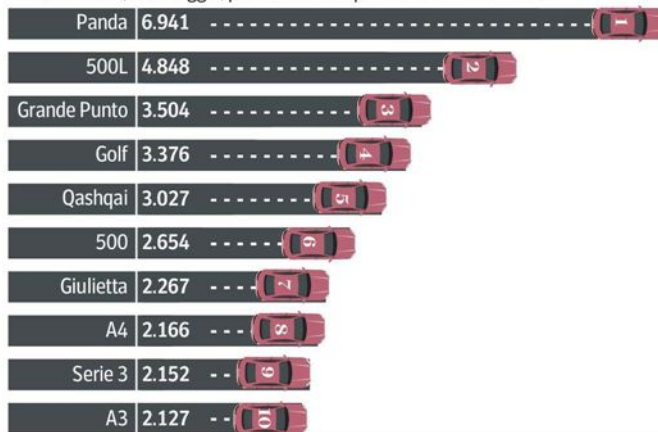 Panda 6.941 1
500L 4.848 2
Grande Punto 3.504 3
Golf 3.376 4
Qashqai 3.027 5
500 2.654 6
Giulietta 2.267 7
A4 2.166 8
Serie 3 2.152 9
A3 2.127 10